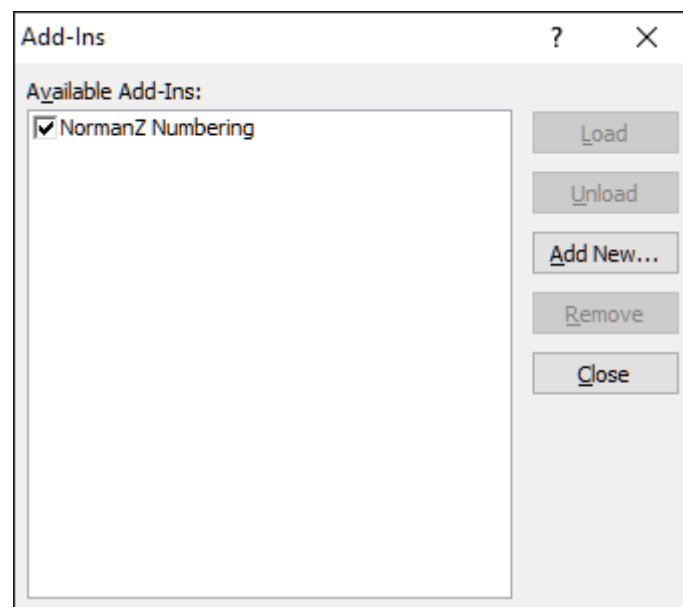 Add-Ins ?
Available Add-Ins:
NormanZ Numbering
Load
Unload
Add New...
Remove
Close